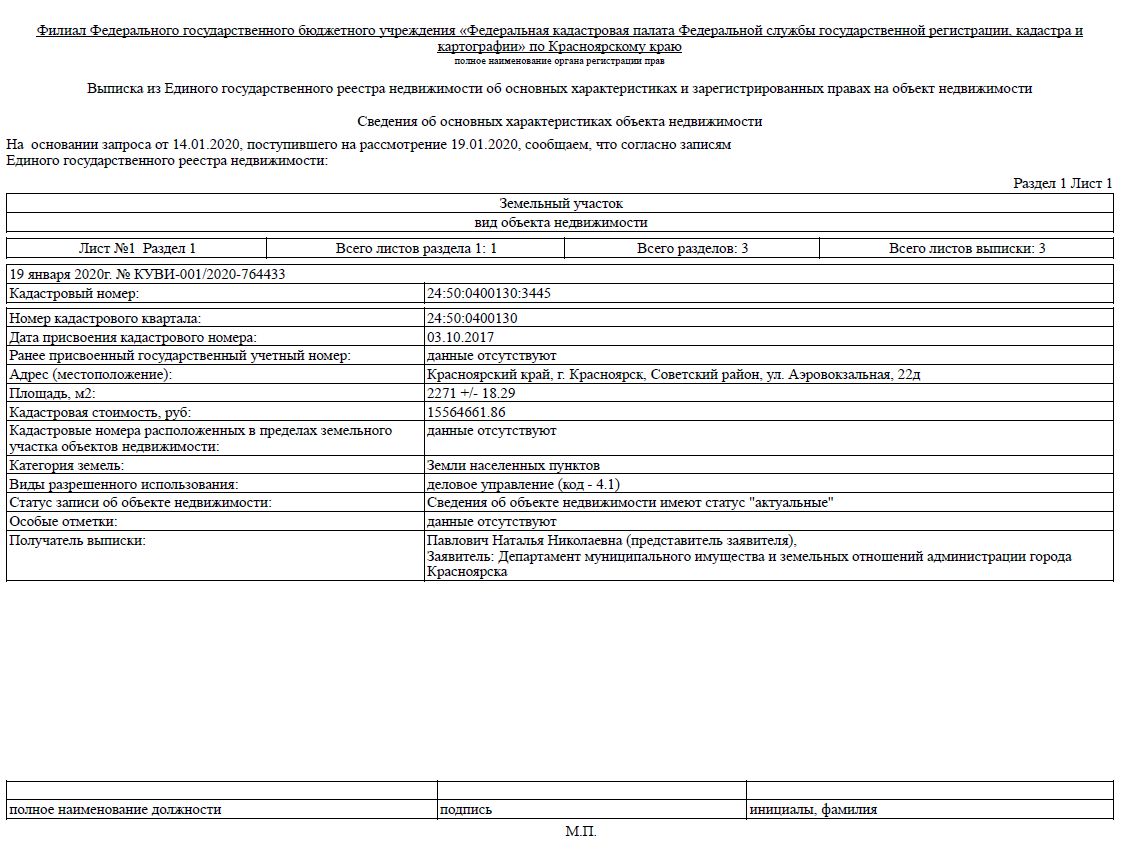 Филиал Федерального государственного бюджетного учреждения «Федеральная кадастровая палата Федеральной службы государственной регистрации, кадастра и
картографии» по Красноярскому краю
полное наименование органа регистрации прав
Выписка из Единого государственного реестра недвижимости об основных характеристиках и зарегистрированных правах на объект недвижимости
Сведения об основных характеристиках объекта недвижимости
На основании запроса от 14.01.2020, поступившего на рассмотрение 19.01.2020, сообщаем, что согласно записям
Единого государственного реестра недвижимости:
Раздел 1 Лист 1
Земельный участок
вид объекта недвижимости
Лист №1 Раздел 1 Всего листов раздела 1: 1 Всего разделов: 3 Всего листов выписки: 3
19 января 2020г. № КУВИ-001/2020-764433
Кадастровый номер: 24:50:0400130:3445
Номер кадастрового квартала: 24:50:0400130
Дата присвоения кадастрового номера: 03.10.2017
Ранее присвоенный государственный учетный номер: данные отсутствуют
Адрес (местоположение): Красноярский край, г. Красноярск, Советский район, ул. Аэровокзальная, 22д
Площадь, м2: 2271 +/- 18.29
Кадастровая стоимость, руб: 15564661.86
Кадастровые номера расположенных в пределах земельного данные отсутствуют
участка объектов недвижимости:
Категория земель: Земли населенных пунктов
Виды разрешенного использования: деловое управление (код - 4.1)
Статус записи об объекте недвижимости: Сведения об объекте недвижимости имеют статус "актуальные"
Особые отметки: данные отсутствуют
Получатель выписки: Павлович Наталья Николаевна (представитель заявителя),
Заявитель: Департамент муниципального имущества и земельных отношений администрации города
Красноярска
полное наименование должности подпись инициалы, фамилия
М.П.